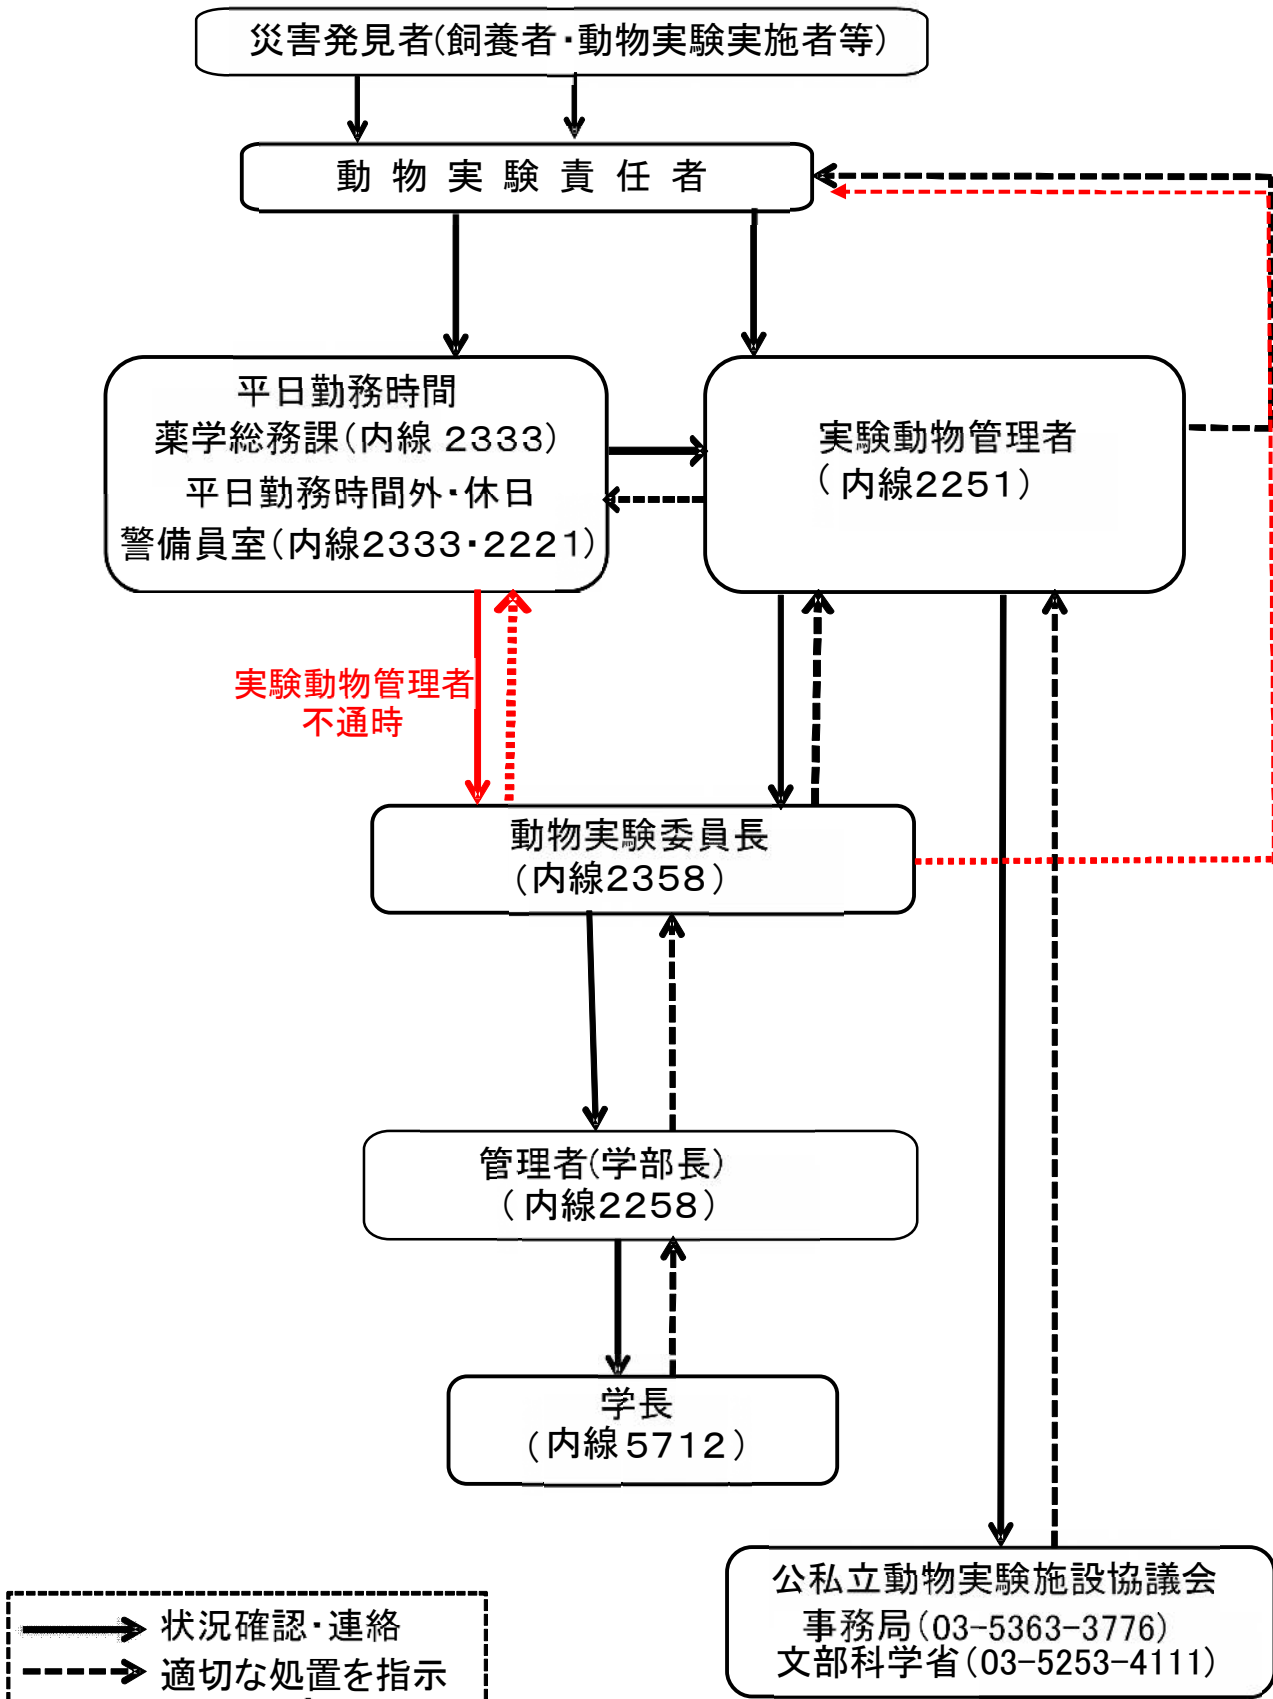 災害発見者(飼養者・動物実験実施者等)
動物実験責任者
平日勤務時間
薬学総務課(内線 2333)
平日勤務時間外・休日
警備員室(内線2333・2221)
実験動物管理者
(内線2251)
実験動物管理者
不通時
動物実験委員長
(内線2358)
管理者(学部長)
(内線2258)
学長
(内線5712)
公私立動物実験施設協議会
事務局(03-5363-3776)
文部科学省(03-5253-4111)
状況確認・連絡
適切な処置を指示